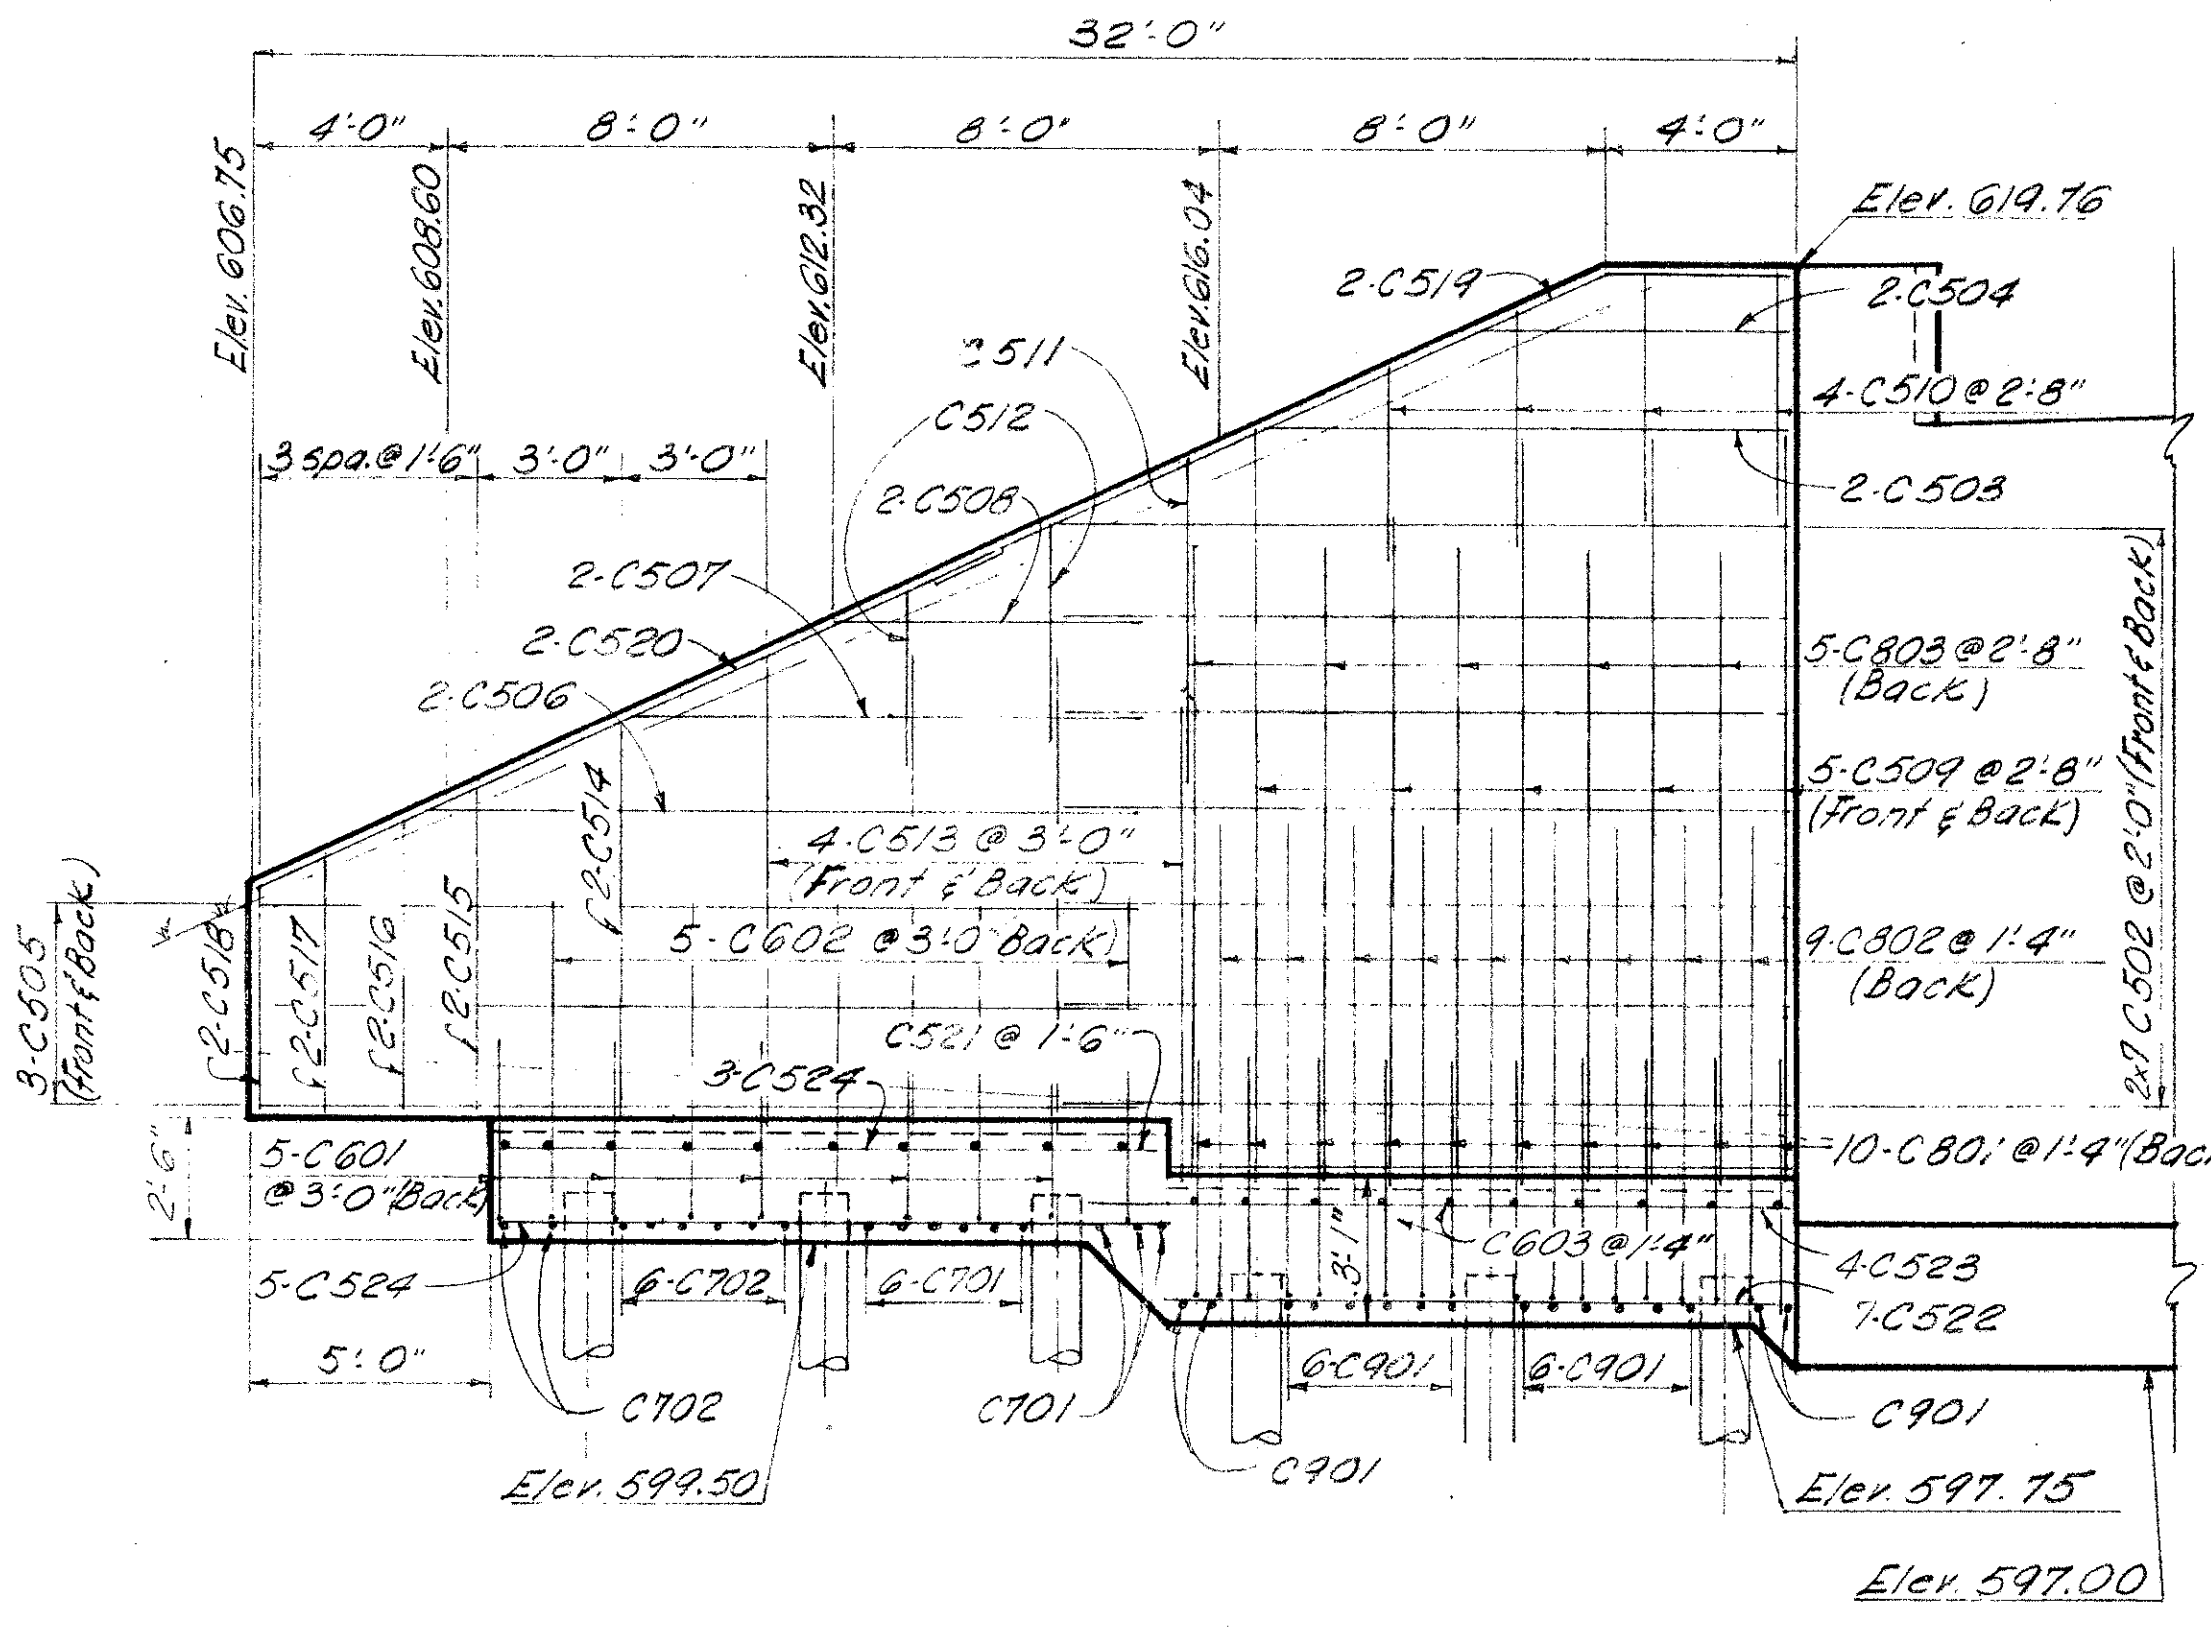 32'-0"
4'-0" 8'-0" 8'-0" 8'-0" 4'-0"
Elev. 606.75
Elev. 608.60
Elev. 612.32
Elev. 616.04
Elev. 619.76
2-C519
2-C504
C511
4-C510 @ 2'-8"
C512
3 spa. @ 1'-6" 3'-0" 3'-0"
2-C508
2-C503
2-C507
2-C520
5-C803 @ 2'-8"
(Back)
2-C506
2-C514
5-C509 @ 2'-8"
(Front & Back)
2x7 C502 @ 2'-0" (Front & Back)
4-C513 @ 3'-0"
(Front & Back)
3-C505
(Front & Back)
2-C518
2-C517
2-C516
2-C515
5-C602 @ 3'-0" Back)
9-C802 @ 1'-4"
(Back)
C521 @ 1'-6"
3-C524
10-C801 @ 1'-4" (Bac
2'-6"
5-C601
@ 3'-0" (Back)
3'-1"
C603 @ 1'-4"
4-C523
7-C522
5-C524
6-C702
6-C701
6-C901
6-C901
5'-0"
C702
C701
C901
C901
Elev. 599.50
Elev. 597.75
Elev. 597.00